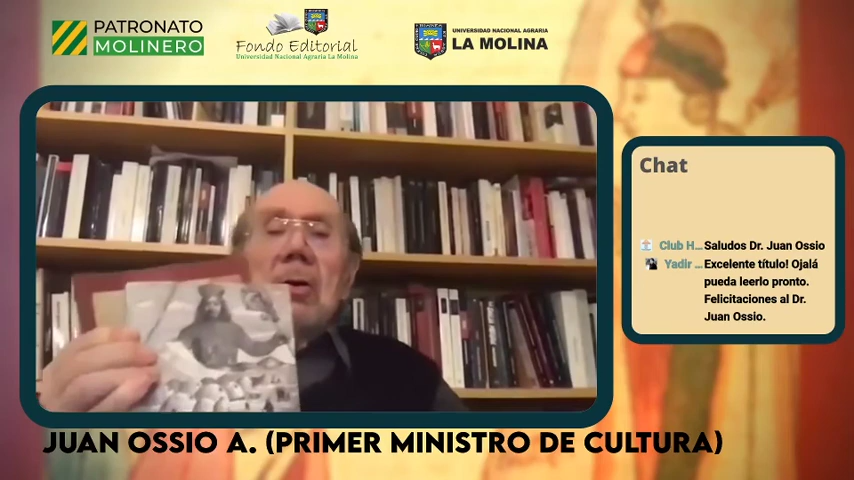 PATRONATO
MOLINERO
Fondo Editorial
Universidad Nacional Agraria La Molina
UNIVERSIDAD NACIONAL AGRARIA
LA MOLINA
Chat
Club H... Saludos Dr. Juan Ossio
Yadir ... Excelente título! Ojalá
pueda leerlo pronto.
Felicitaciones al Dr.
Juan Ossio.
JUAN OSSIO A. (PRIMER MINISTRO DE CULTURA)